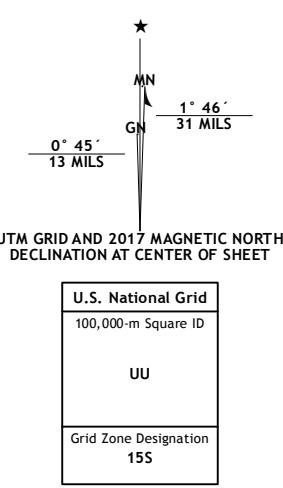 ★
MN
1° 46´
31 MILS
GN
0° 45´
13 MILS
UTM GRID AND 2017 MAGNETIC NORTH
DECLINATION AT CENTER OF SHEET
U.S. National Grid
100,000-m Square ID
UU
Grid Zone Designation
15S